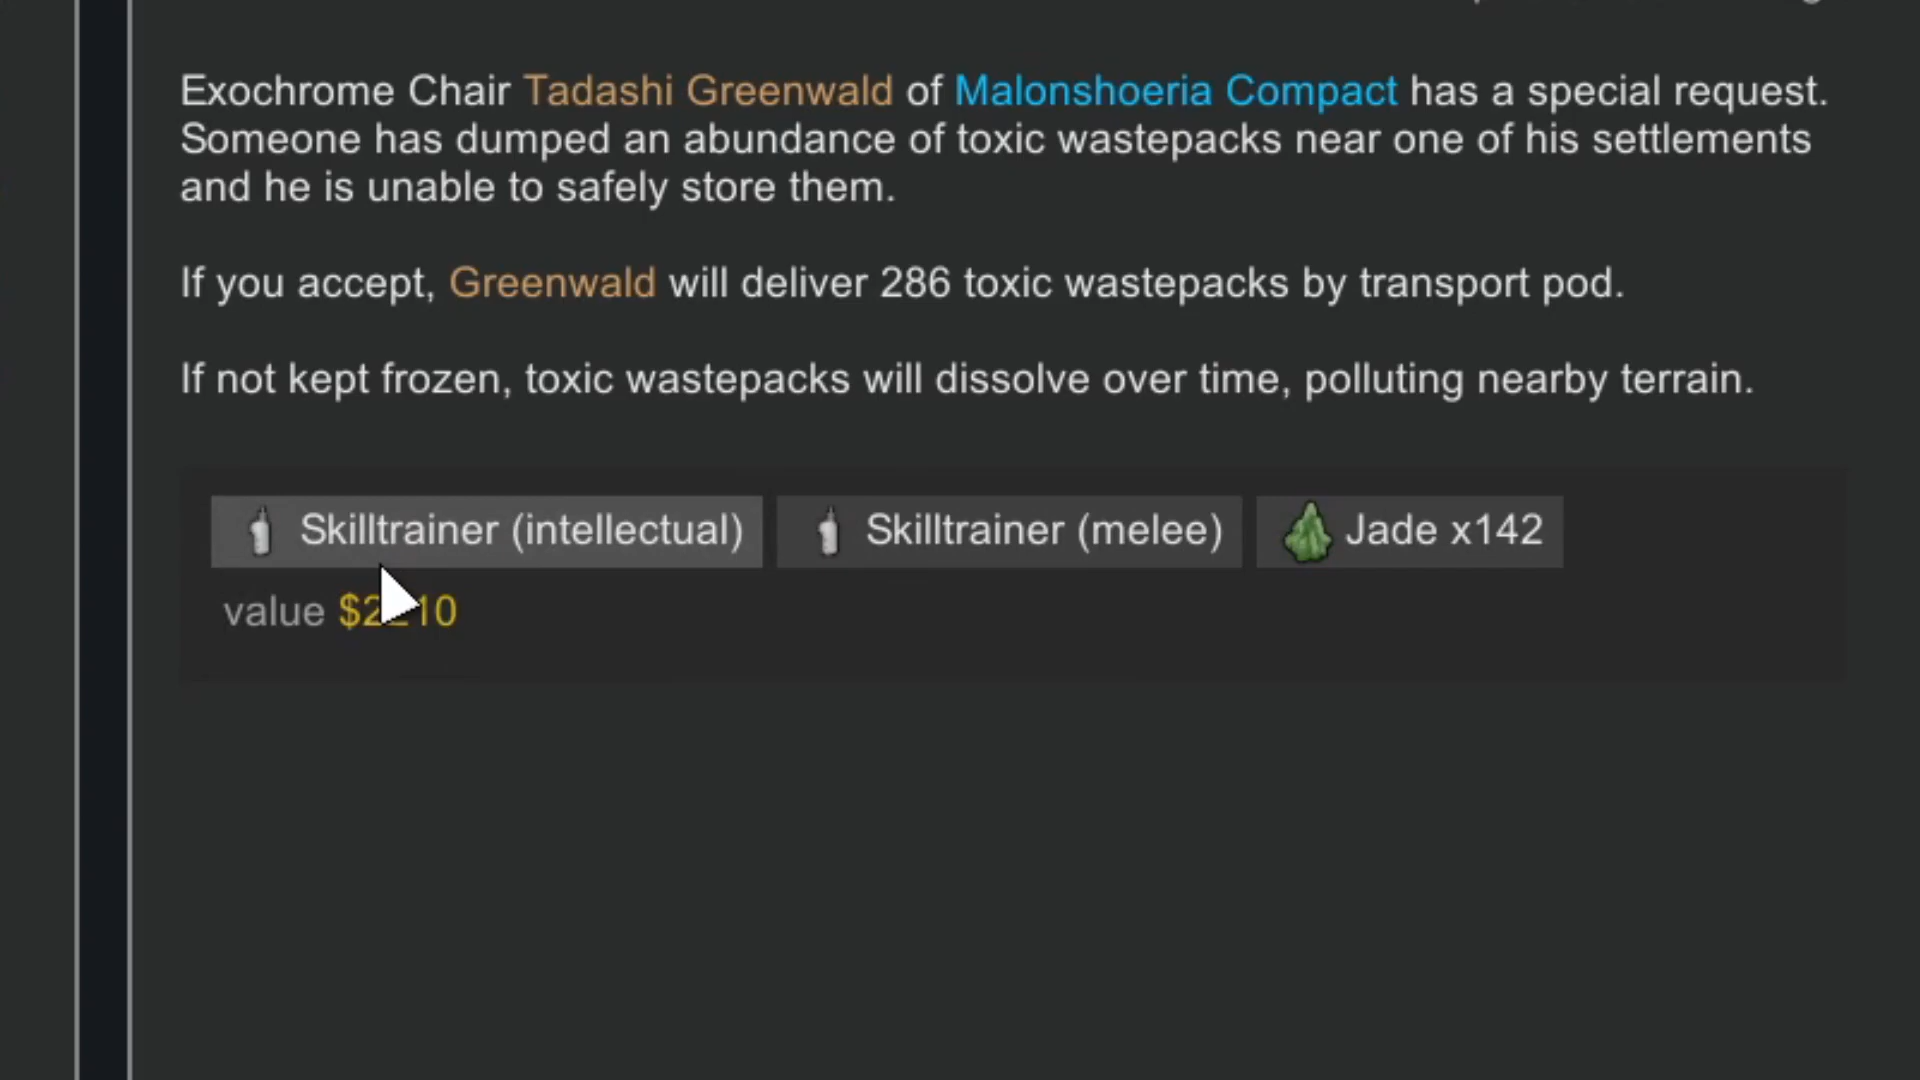 Exochrome Chair Tadashi Greenwald of Malonshoeria Compact has a special request.
Someone has dumped an abundance of toxic wastepacks near one of his settlements
and he is unable to safely store them.
If you accept, Greenwald will deliver 286 toxic wastepacks by transport pod.
If not kept frozen, toxic wastepacks will dissolve over time, polluting nearby terrain.
Skilltrainer (intellectual) Skilltrainer (melee) Jade x142
value